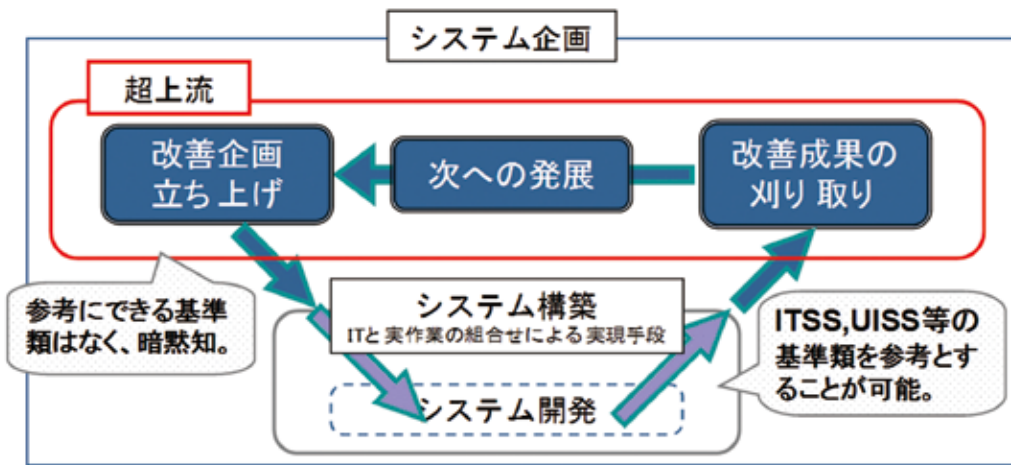 システム企画
超上流
改善企画
立ち上げ
次への発展
改善成果の
刈り取り
参考にできる基準
類はなく、暗黙知。
システム構築
ITと実作業の組合せによる実現手段
ITSS,UISS等の
基準類を参考とす
ることが可能。
システム開発